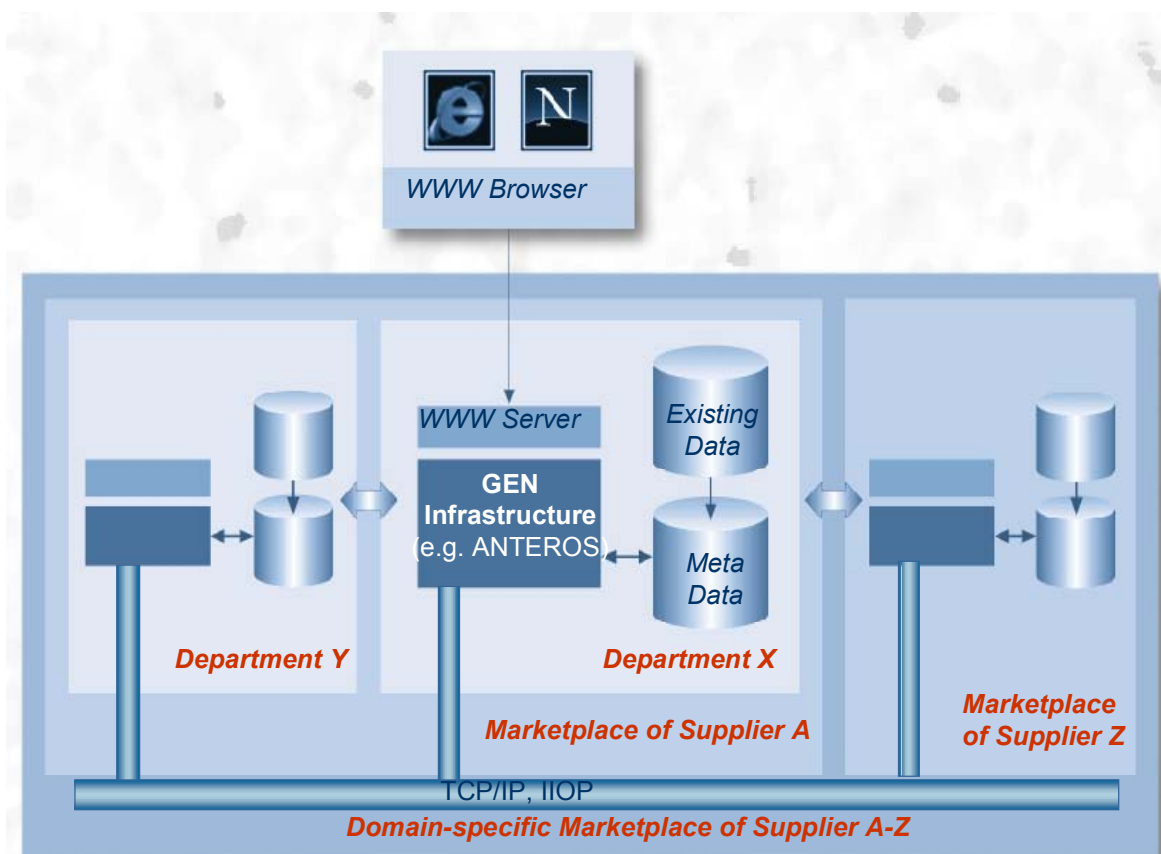 e N
WWW Browser
WWW Server
Existing
Data
GEN
Infrastructure
(e.g. ANTEROS)
Meta
Data
Department Y
Department X
Marketplace of Supplier A
Marketplace
of Supplier Z
TCP/IP, IIOP
Domain-specific Marketplace of Supplier A-Z